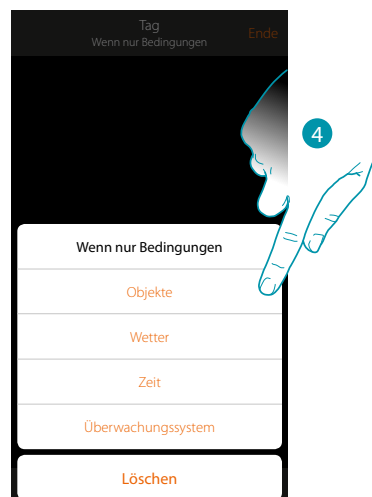 Tag
Wenn nur Bedingungen
Ende
4
Wenn nur Bedingungen
Objekte
Wetter
Zeit
Überwachungssystem
Löschen